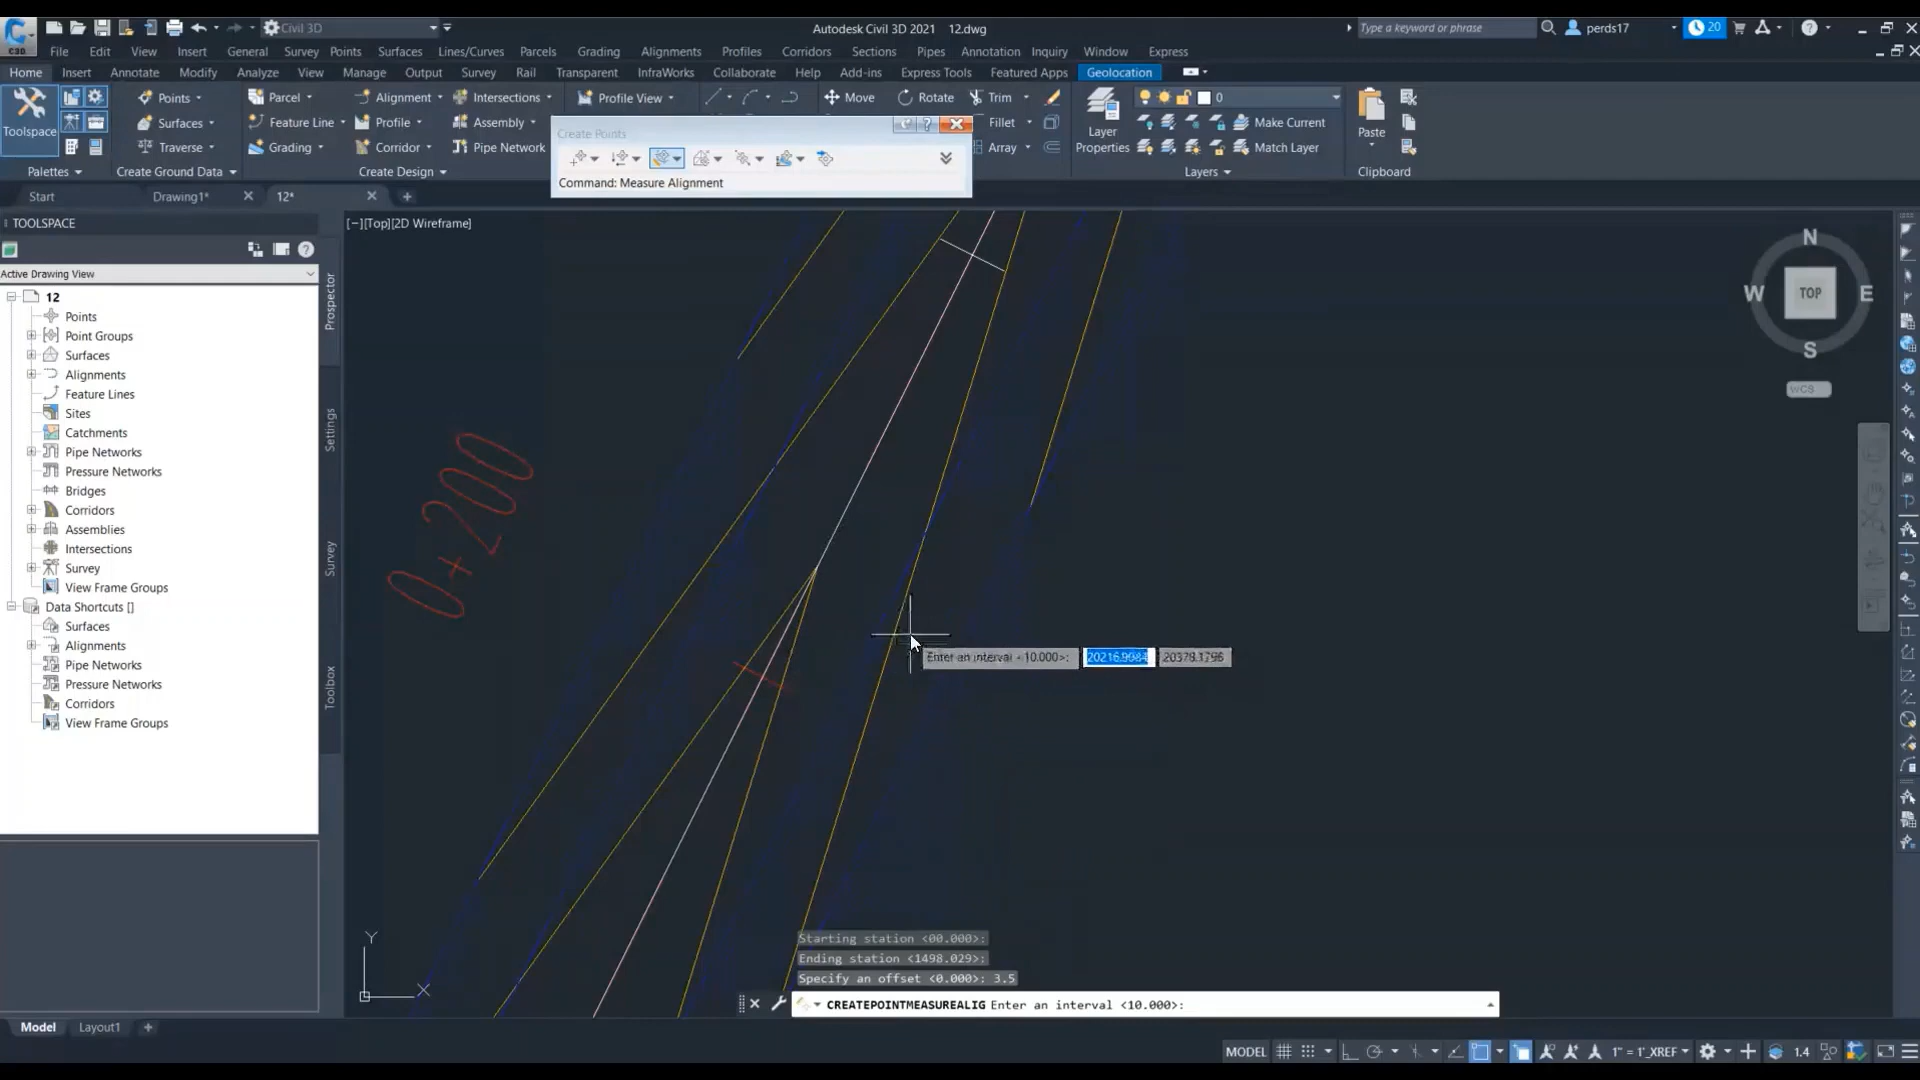 Civil 3D
Autodesk Civil 3D 2021 12.dwg
Type a keyword or phrase
perds17
20
C3D
File Edit View Insert General Survey Points Surfaces Lines/Curves Parcels Grading Alignments Profiles Corridors Sections Pipes Annotation Inquiry Window Express
Home Insert Annotate Modify Analyze View Manage Output Survey Rail Transparent InfraWorks Collaborate Help Add-ins Express Tools Featured Apps Geolocation
Toolspace
Points
Surfaces
Traverse
Parcel
Feature Line
Grading
Alignment
Profile
Corridor
Intersections
Assembly
Pipe Network
Profile View
Move
Rotate
Trim
Fillet
Array
Layer
Properties
0
Make Current
Match Layer
Paste
Palettes
Create Ground Data
Create Design
Layers
Clipboard
Create Points
Command: Measure Alignment
Start
Drawing1*
12*
TOOLSPACE
Active Drawing View
12
Points
Point Groups
Surfaces
Alignments
Feature Lines
Sites
Catchments
Pipe Networks
Pressure Networks
Bridges
Corridors
Assemblies
Intersections
Survey
View Frame Groups
Data Shortcuts []
Surfaces
Alignments
Pipe Networks
Pressure Networks
Corridors
View Frame Groups
Prospector
Settings
Survey
Toolbox
[−][Top][2D Wireframe]
N
W
TOP
E
S
WCS
0+200
Enter an interval <10.000>: 20216.9984 20378.1796
Y
X
Starting station <00.000>:
Ending station <1498.029>:
Specify an offset <0.000>: 3.5
CREATEPOINTMEASUREALIG Enter an interval <10.000>:
Model
Layout1
MODEL
1" = 1'_XREF
1.4